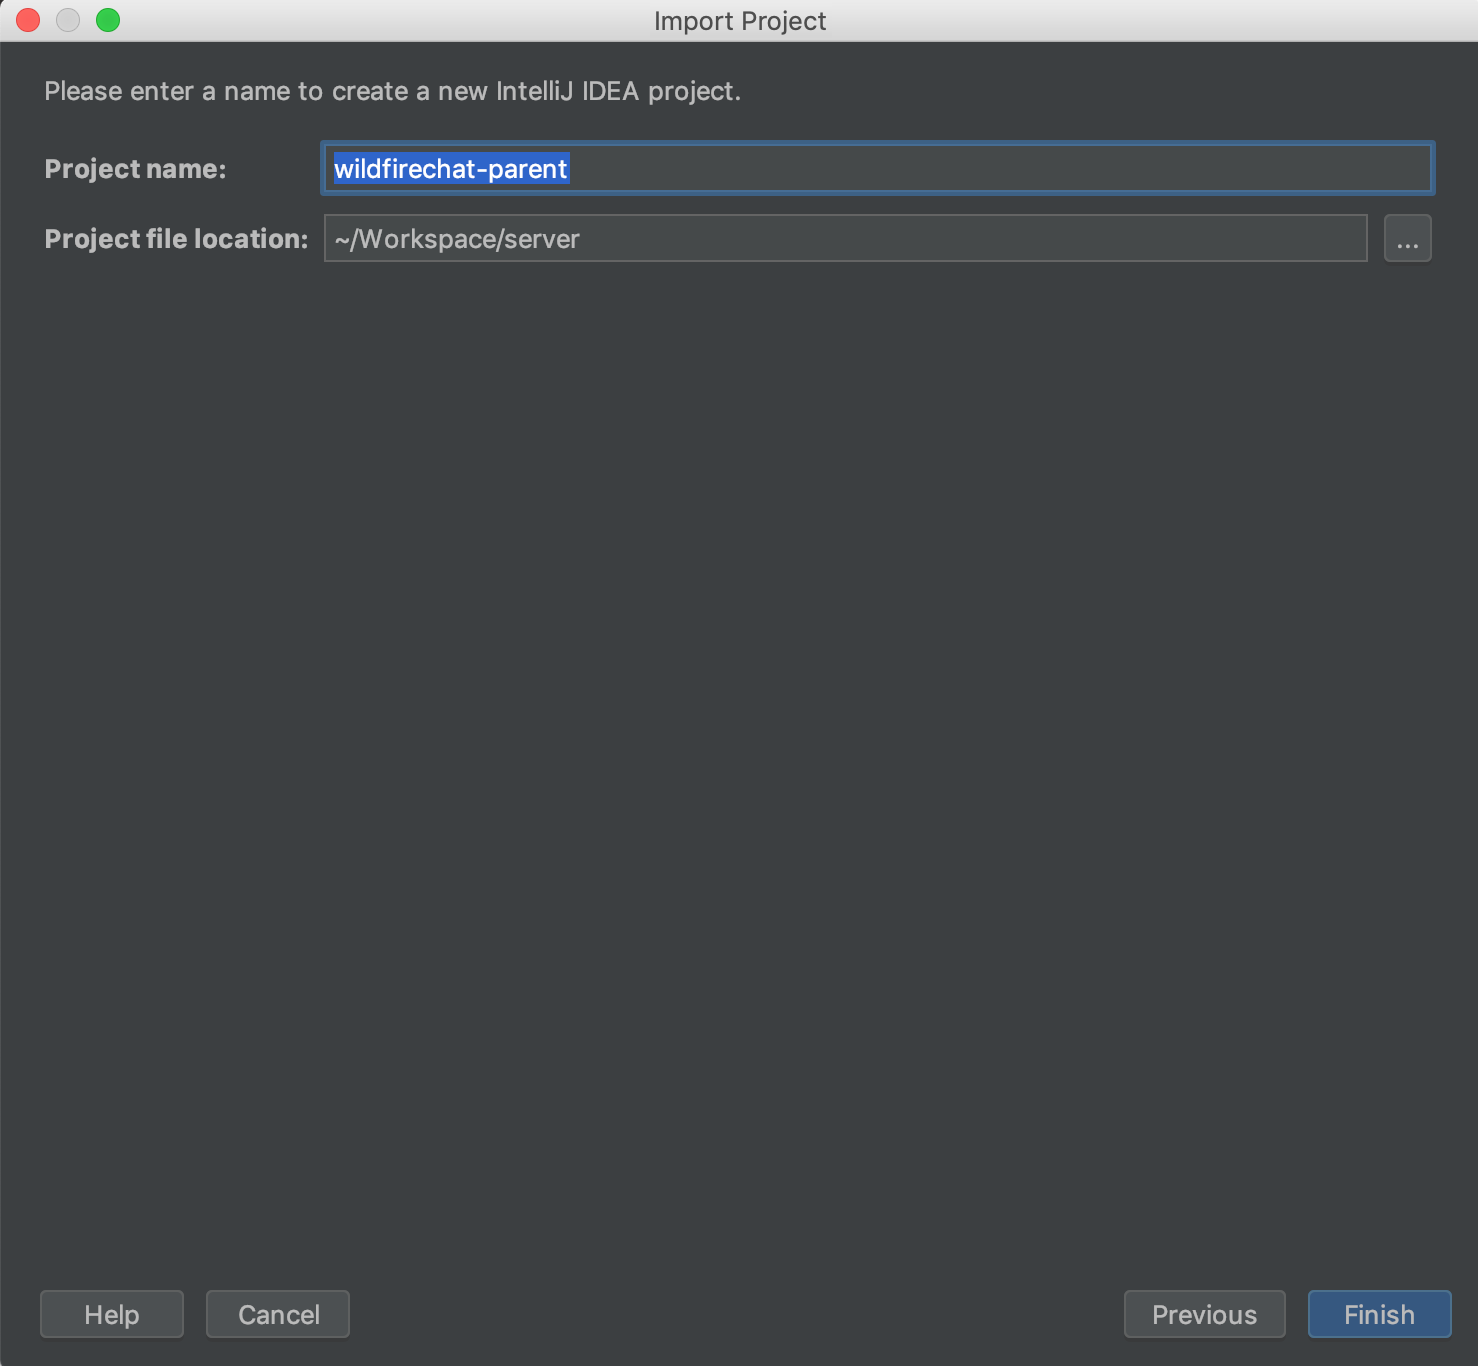 Import Project
Please enter a name to create a new IntelliJ IDEA project.
Project name: wildfirechat-parent
Project file location: ~/Workspace/server ...
Help Cancel Previous Finish